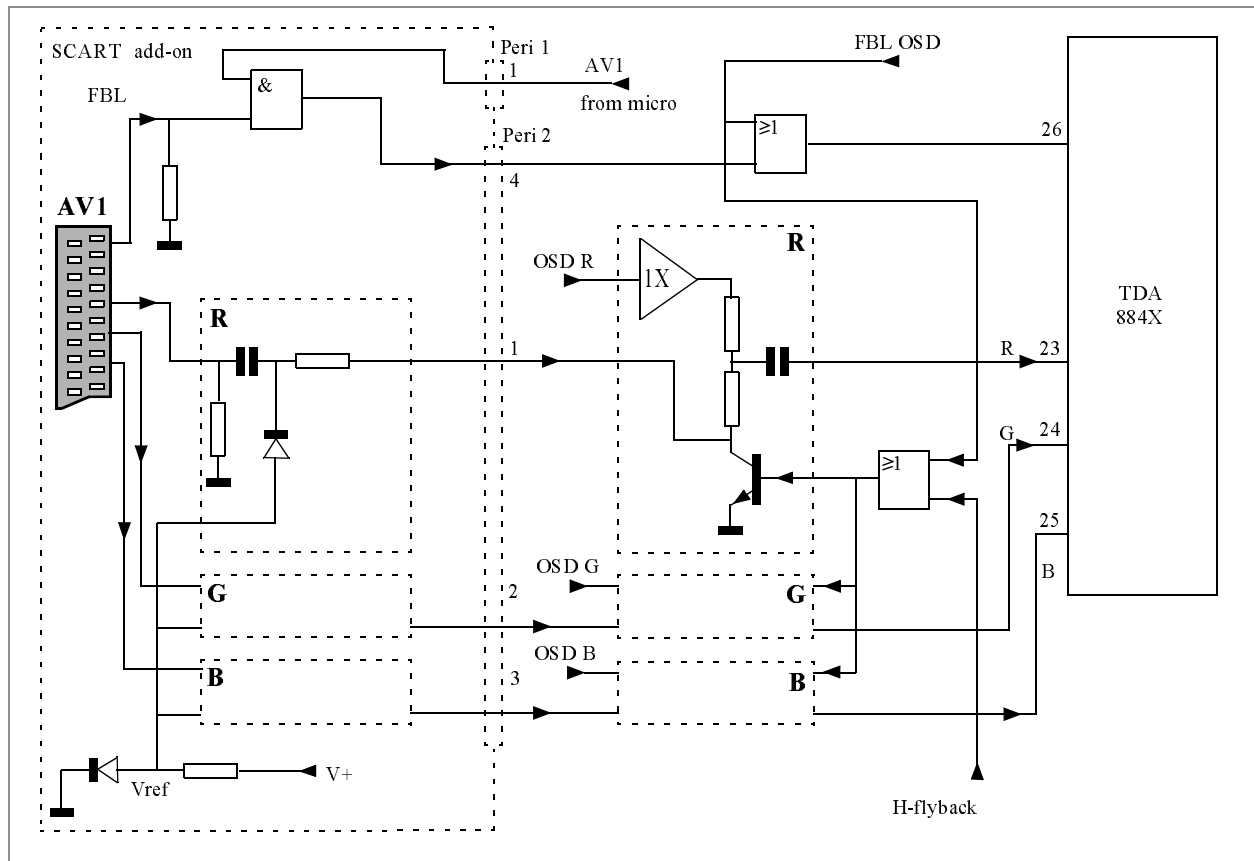 SCART add-on
Peri 1
FBL OSD
&
1
AV1
from micro
FBL
≥1
26
Peri 2
4
AV1
R
OSD R
1X
TDA
884X
R
1
R
23
G
24
≥1
25
OSD G
B
G
2
G
OSD B
B
3
B
Vref
V+
H-flyback